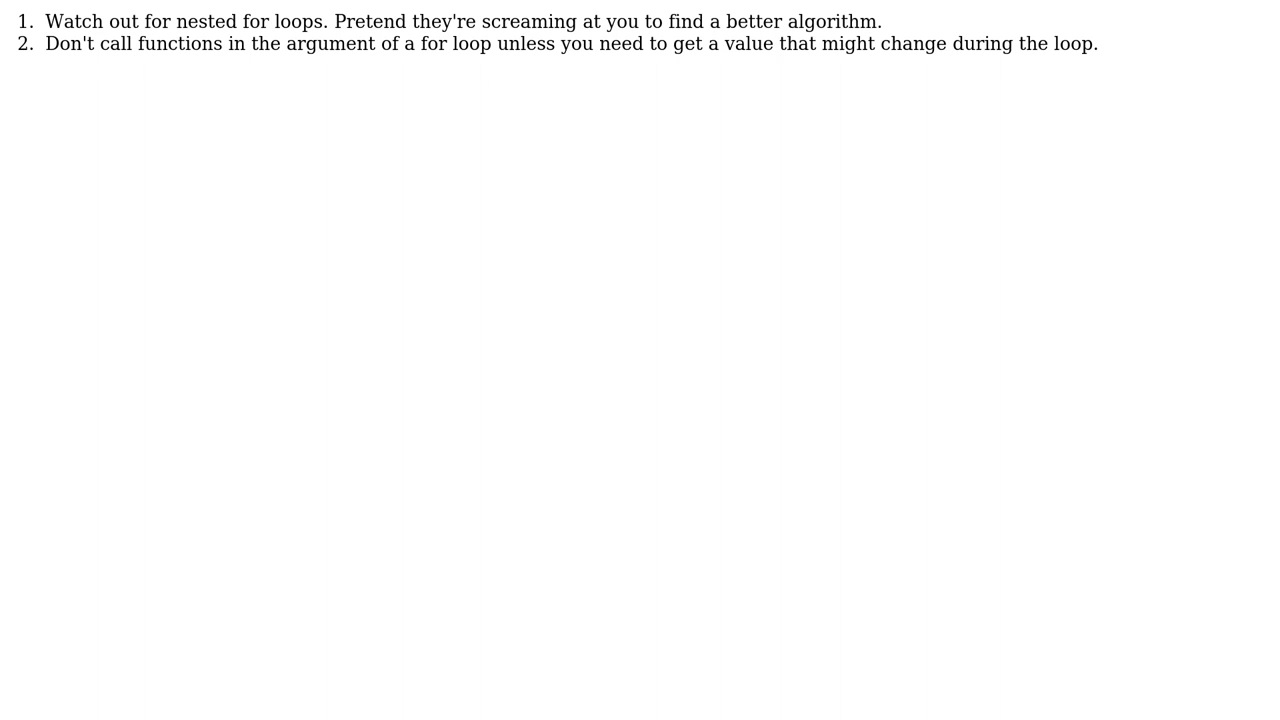 1. Watch out for nested for loops. Pretend they're screaming at you to find a better algorithm.
2. Don't call functions in the argument of a for loop unless you need to get a value that might change during the loop.